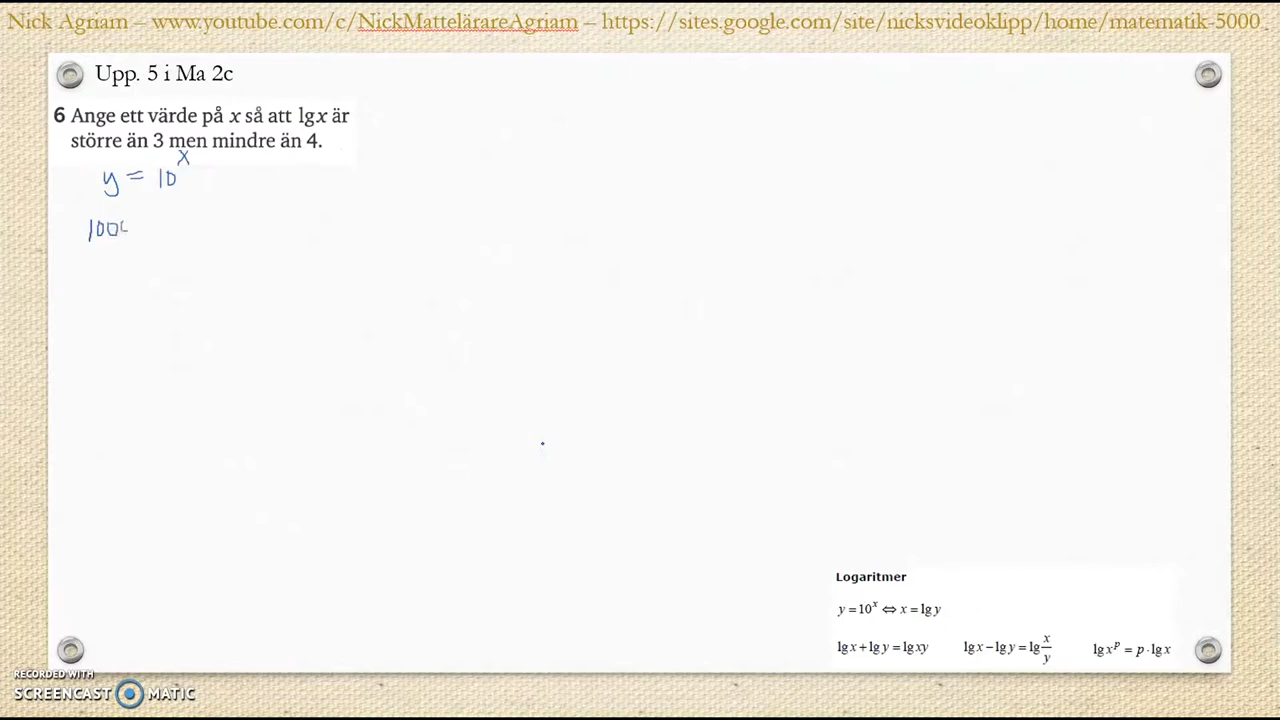 Nick Agriam – www.youtube.com/c/NickMattelärareAgriam – https://sites.google.com/site/nicksvideoklipp/home/matematik-5000
Upp. 5 i Ma 2c
6 Ange ett värde på x så att lg x är
större än 3 men mindre än 4.
y = 10^x
1000
Logaritmer
y = 10^x ⇔ x = lg y
lg x + lg y = lg xy   lg x − lg y = lg x/y   lg x^p = p · lg x
RECORDED WITH
SCREENCAST MATIC